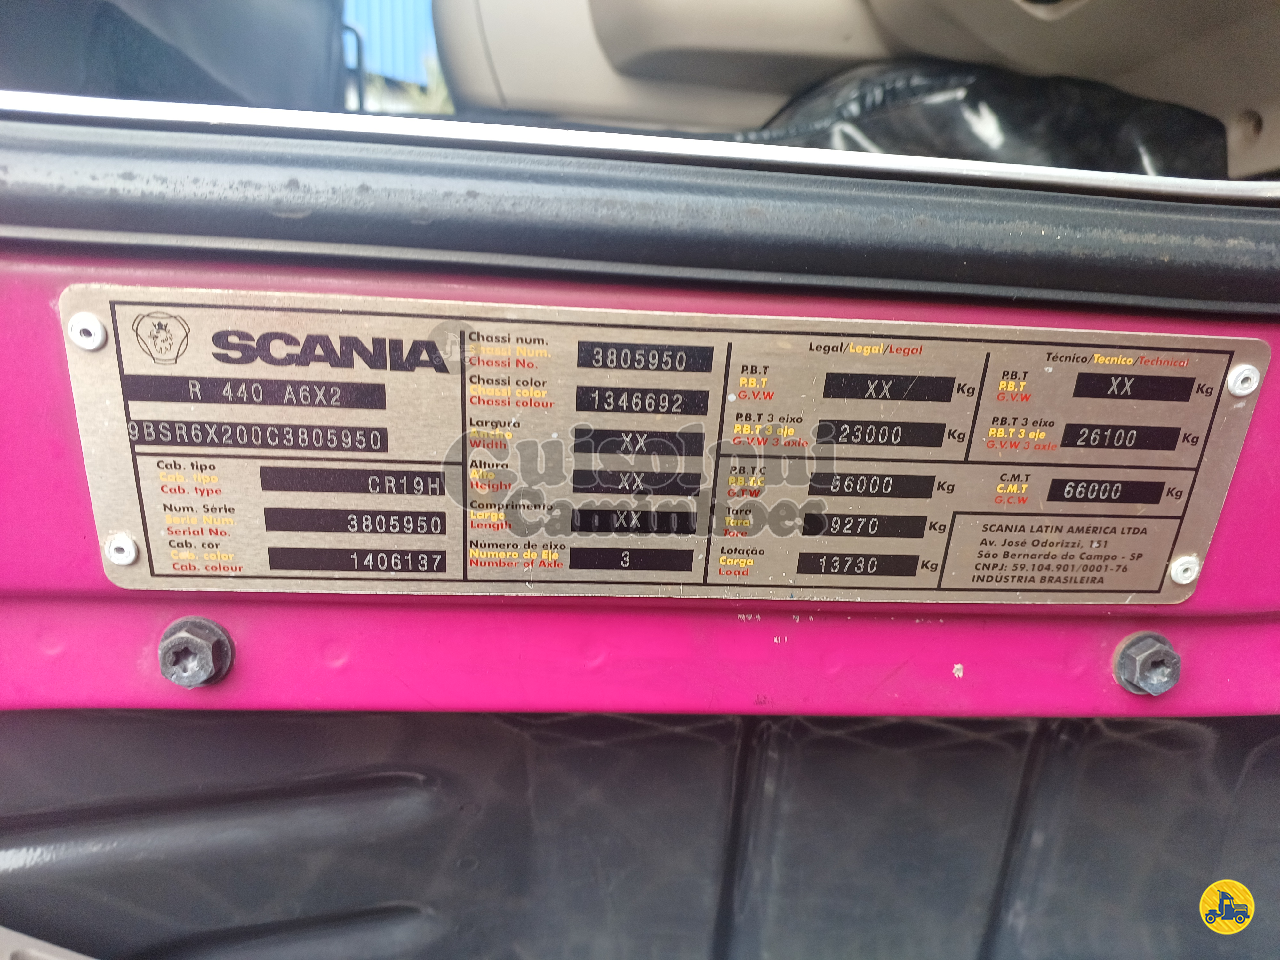 SCANIA
R 440 A6X2
9BSR6X200C3805950
Cab. tipo
Cab. tipo
Cab. type
CR19H
Num. Série
Serie Num.
Serial No.
3805950
Cab. cor
Cab. color
Cab. colour
1406137
Chassi num.
Chassi Num.
Chassi No.
3805950
Chassi color
Chassi color
Chassi colour
1346692
Largura
Ancho
Width
XX
Altura
Alto
Height
XX
Comprimento
Largo
Length
XX
Número de eixo
Numero de Eje
Number of Axle
3
Legal/Legal/Legal
P.B.T
P.B.T
G.V.W
XX Kg
P.B.T 3 eixo
P.B.T 3 eje
G.V.W 3 axle
23000 Kg
P.B.T.C
P.B.T.C
G.T.W
56000 Kg
Tara
Tara
Tare
9270 Kg
Lotação
Carga
Load
13730 Kg
Técnico/Tecnico/Technical
P.B.T
P.B.T
G.V.W
XX Kg
P.B.T 3 eixo
P.B.T 3 eje
G.V.W 3 axle
26100 Kg
C.M.T
C.M.T
G.C.W
66000 Kg
SCANIA LATIN AMÉRICA LTDA
Av. José Odorizzi, 151
São Bernardo do Campo - SP
CNPJ: 59.104.901/0001-76
INDÚSTRIA BRASILEIRA
Caminhões